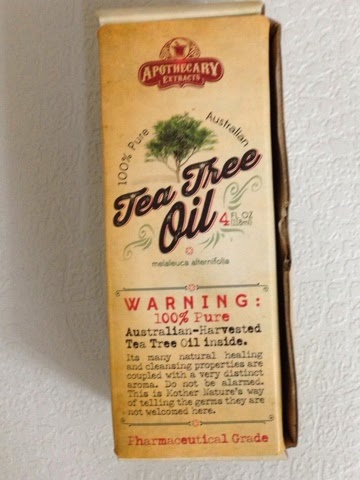 APOTHECARY
EXTRACTS
100% Pure Australian
Tea Tree
Oil
4 FL OZ
(118ml)
melaleuca alternifolia
WARNING:
100% Pure
Australian-Harvested
Tea Tree Oil inside.
Its many natural healing
and cleansing properties are
coupled with a very distinct
aroma. Do not be alarmed.
This is Mother Nature's way
of telling the germs they are
not welcomed here.
Pharmaceutical Grade